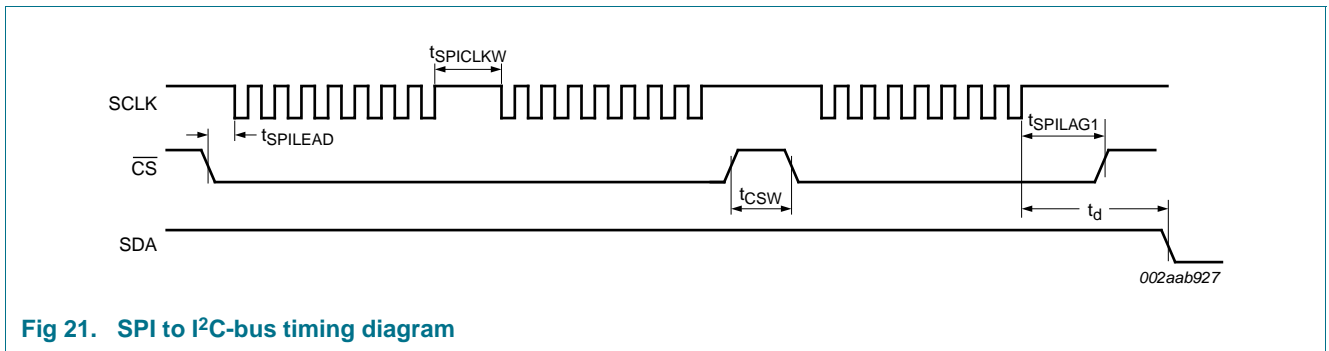 tSPICLKW
SCLK
tSPILEAD
tSPILAG1
CS
tCSW
td
SDA
002aab927
Fig 21. SPI to I2C-bus timing diagram